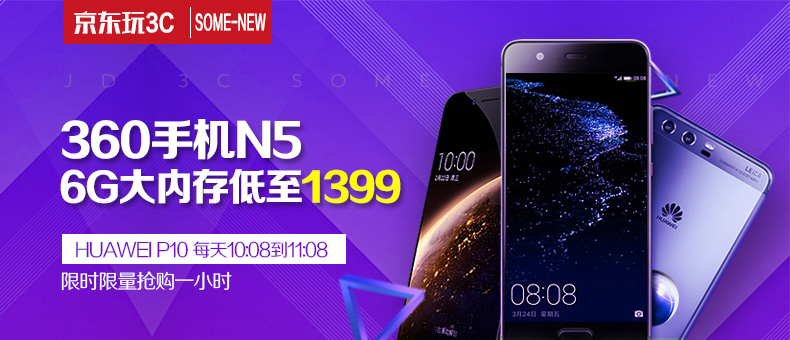 京东玩3C SOME-NEW
JD 3C SOME NEW
360手机N5
6G大内存低至1399
HUAWEI P10 每天10:08到11:08
限时限量抢购一小时
10:00
08:08
3月24日 星期五
LEICA
HUAWEI